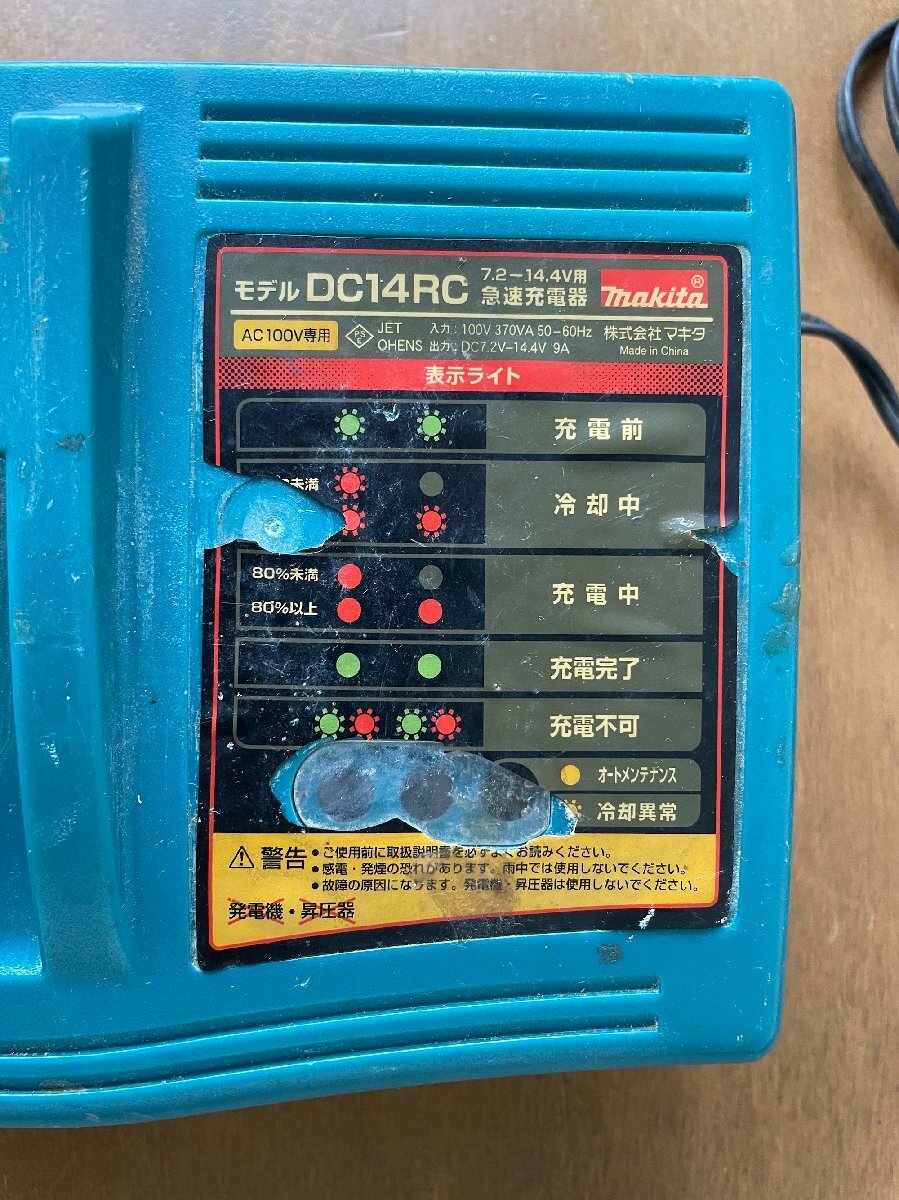 モデル DC14RC 7.2-14.4V用 急速充電器 makita®
AC100V専用 PSE JET OHENS 入力:100V 370VA 50-60Hz 株式会社マキタ
出力:DC7.2V-14.4V 9A Made in China
表示ライト
充電前
未満
冷却中
80%未満
80%以上
充電中
充電完了
充電不可
オートメンテナンス
冷却異常
警告
•ご使用前に取扱説明書を必ずよくお読みください。
•感電・発煙の恐れがあります。雨中では使用しないでください。
•故障の原因になります。発電機・昇圧器は使用しないでください。
発電機・昇圧器